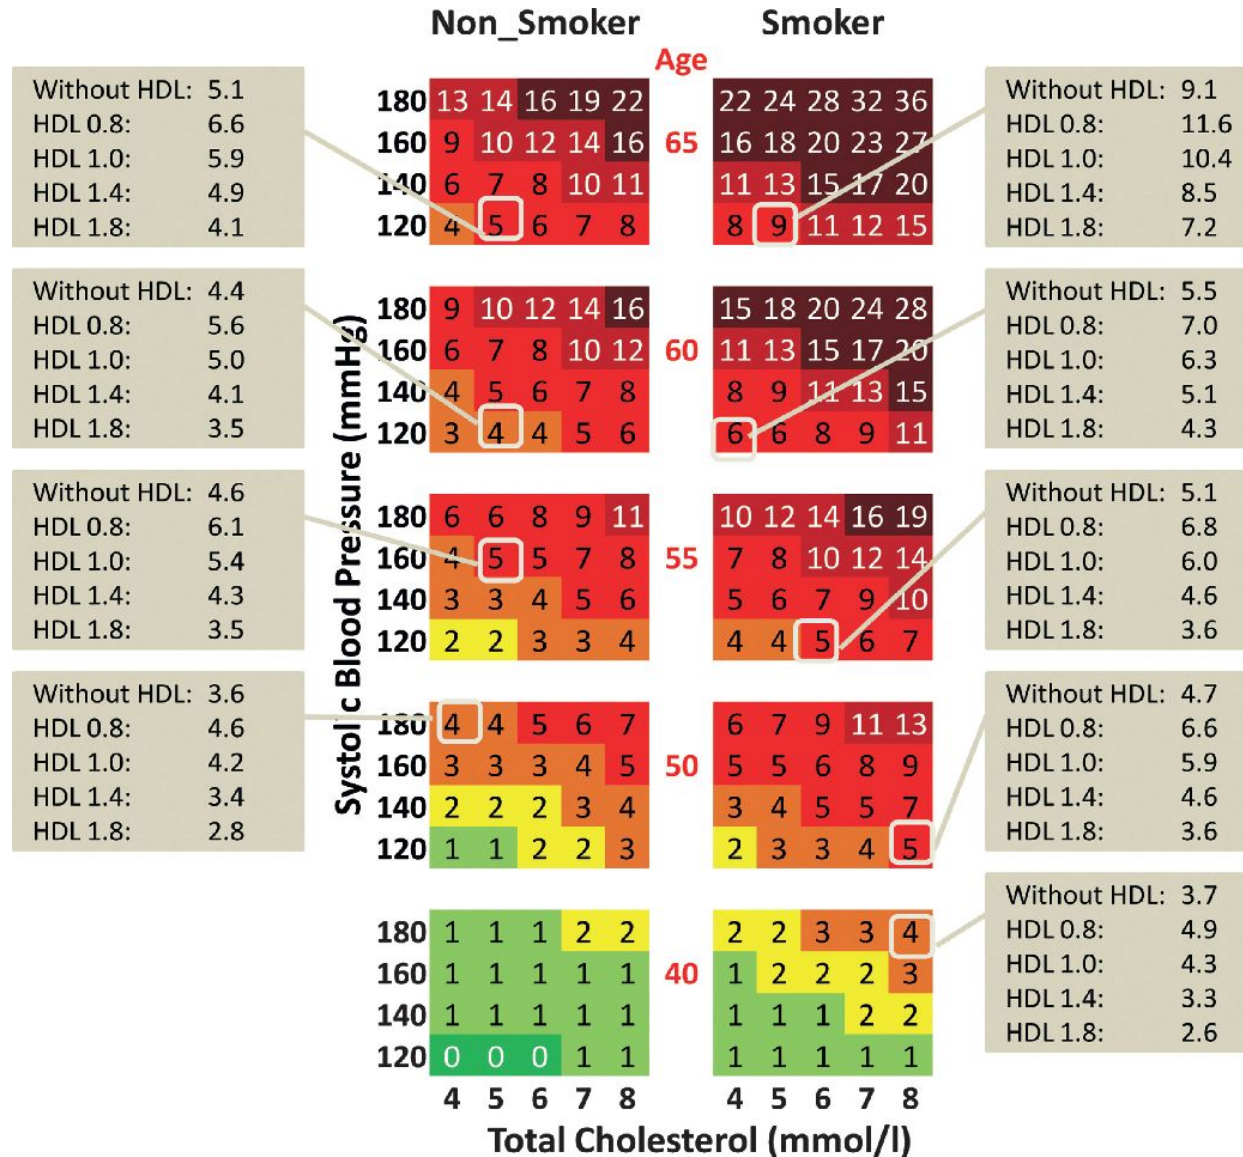 Non_Smoker Smoker
Age
Without HDL: 5.1
HDL 0.8: 6.6
HDL 1.0: 5.9
HDL 1.4: 4.9
HDL 1.8: 4.1
180 13 14 16 19 22
160 9 10 12 14 16
140 6 7 8 10 11
120 4 5 6 7 8
65
22 24 28 32 36
16 18 20 23 27
11 13 15 17 20
8 9 11 12 15
Without HDL: 9.1
HDL 0.8: 11.6
HDL 1.0: 10.4
HDL 1.4: 8.5
HDL 1.8: 7.2
Without HDL: 4.4
HDL 0.8: 5.6
HDL 1.0: 5.0
HDL 1.4: 4.1
HDL 1.8: 3.5
180 9 10 12 14 16
160 6 7 8 10 12
140 4 5 6 7 8
120 3 4 4 5 6
60
15 18 20 24 28
11 13 15 17 20
8 9 11 13 15
6 6 8 9 11
Without HDL: 5.5
HDL 0.8: 7.0
HDL 1.0: 6.3
HDL 1.4: 5.1
HDL 1.8: 4.3
Systolic Blood Pressure (mmHg)
Without HDL: 4.6
HDL 0.8: 6.1
HDL 1.0: 5.4
HDL 1.4: 4.3
HDL 1.8: 3.5
180 6 6 8 9 11
160 4 5 5 7 8
140 3 3 4 5 6
120 2 2 3 3 4
55
10 12 14 16 19
7 8 10 12 14
5 6 7 9 10
4 4 5 6 7
Without HDL: 5.1
HDL 0.8: 6.8
HDL 1.0: 6.0
HDL 1.4: 4.6
HDL 1.8: 3.6
Without HDL: 3.6
HDL 0.8: 4.6
HDL 1.0: 4.2
HDL 1.4: 3.4
HDL 1.8: 2.8
180 4 4 5 6 7
160 3 3 3 4 5
140 2 2 2 3 4
120 1 1 2 2 3
50
6 7 9 11 13
5 5 6 8 9
3 4 5 5 7
2 3 3 4 5
Without HDL: 4.7
HDL 0.8: 6.6
HDL 1.0: 5.9
HDL 1.4: 4.6
HDL 1.8: 3.6
180 1 1 1 2 2
160 1 1 1 1 1
140 1 1 1 1 1
120 0 0 0 1 1
40
2 2 3 3 4
1 2 2 2 3
1 1 1 2 2
1 1 1 1 1
Without HDL: 3.7
HDL 0.8: 4.9
HDL 1.0: 4.3
HDL 1.4: 3.3
HDL 1.8: 2.6
4 5 6 7 8 4 5 6 7 8
Total Cholesterol (mmol/l)